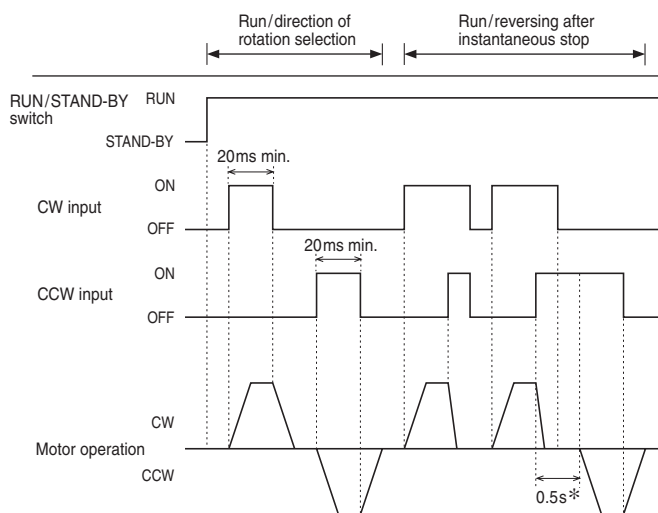 Run/direction of
rotation selection
Run/reversing after
instantaneous stop
RUN/STAND-BY
switch
RUN
STAND-BY
20ms min.
CW input
ON
OFF
20ms min.
CCW input
ON
OFF
CW
Motor operation
CCW
0.5s*